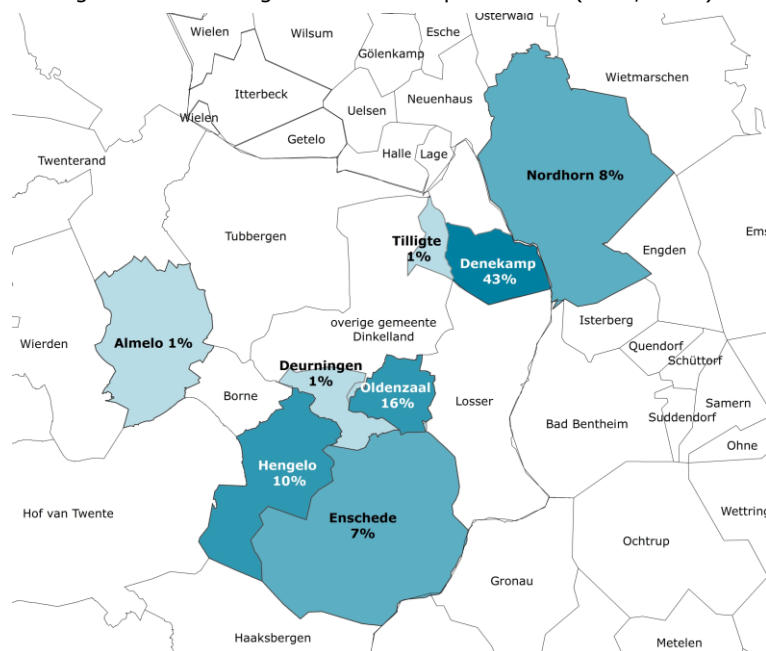 Wielen
Wilsum
Esche
Osterwald
Gölenkamp
Wietmarschen
Itterbeck
Neuenhaus
Uelsen
Wielen
Getelo
Halle
Lage
Twenterand
Nordhorn 8%
Tubbergen
Tilligte
1%
Denekamp
43%
Engden
overige gemeente
Dinkelland
Isterberg
Wierden
Almelo 1%
Quendorf
Schüttorf
Deurningen
1%
Oldenzaal
16%
Borne
Losser
Samern
Bad Bentheim
Suddendorf
Ohne
Hengelo
10%
Hof van Twente
Enschede
7%
Wettring
Ochtrup
Gronau
Haaksbergen
Metelen